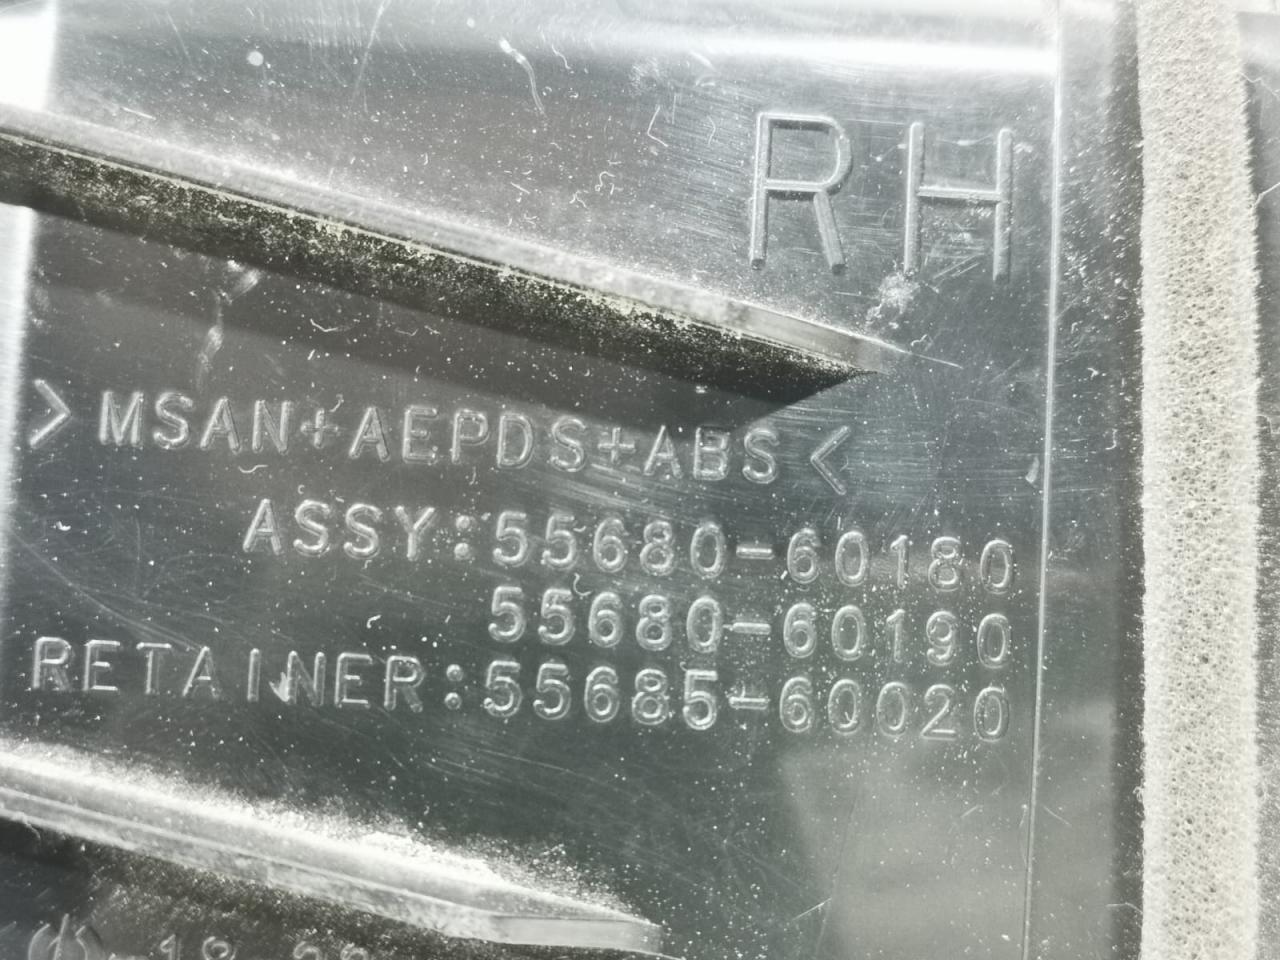 RH
>MSAN+AEPDS+ABS<
ASSY:55680-60180
55680-60190
RETAINER:55685-60020